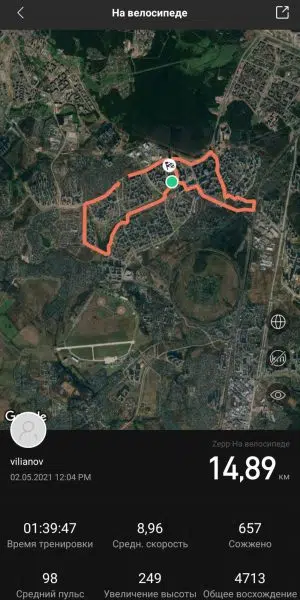 На велосипеде
Google
Zepp На велосипеде
vilianov
14,89 км
02.05.2021 12:04 PM
01:39:47 8,96 657
Время тренировки Средн. скорость Сожжено
98 249 4713
Средний пульс Увеличение высоты Общее восхождение